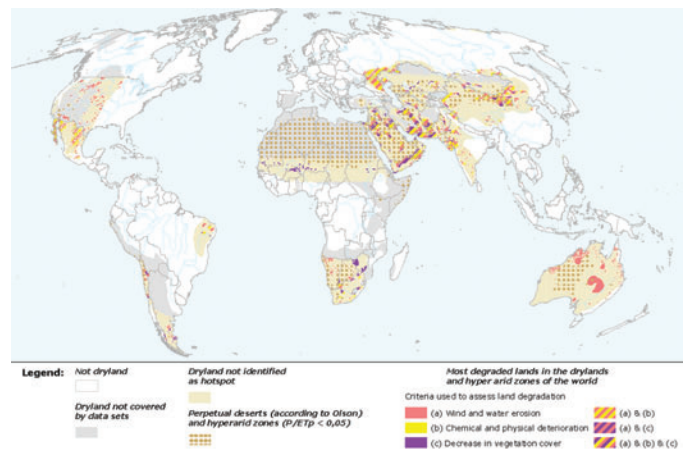 Legend:
Not dryland
Dryland not covered
by data sets
Dryland not identified
as hotspot
Perpetual deserts (according to Olson)
and hyperarid zones (P/ETp < 0,05)
Most degraded lands in the drylands
and hyper arid zones of the world
Criteria used to assess land degradation
(a) Wind and water erosion
(b) Chemical and physical deterioration
(c) Decrease in vegetation cover
(a) & (b)
(a) & (c)
(a) & (b) & (c)